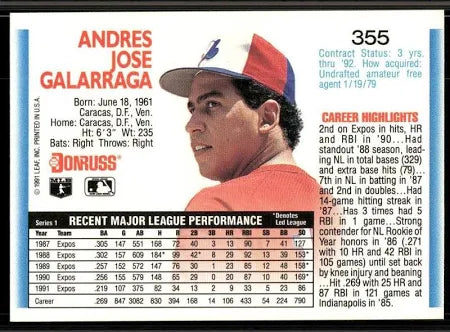 ANDRES
JOSE
GALARRAGA
Born: June 18, 1961
Caracas, D.F., Ven.
Home: Caracas, D.F., Ven.
Ht: 6'3" Wt: 235
Bats: Right Throws: Right
DONRUSS
© 1991 LEAF, INC. PRINTED IN U.S.A.
355
Contract Status: 3 yrs.
thru '92. How acquired:
Undrafted amateur free
agent 1/19/79
CAREER HIGHLIGHTS
2nd on Expos in hits, HR
and RBI in '90...Had
standout '88 season, leading
NL in total bases (329)
and extra base hits (79)...
7th in NL in batting in '87
and 2nd in doubles...Had
14-game hitting streak in
'87...Has 3 times had 5
RBI in 1 game...Strong
contender for NL Rookie of
Year honors in '86 (.271
with 10 HR and 42 RBI in
105 games) until set back
by knee injury and beaning
...Hit .269 with 25 HR and
87 RBI in 121 games at
Indianapolis in '85.
Series 1 RECENT MAJOR LEAGUE PERFORMANCE *Denotes Led League
Year Team BA G AB H R 2B 3B HR RBI SB SO
1987 Expos .305 147 551 168 72 40 3 13 90 7 127
1988 Expos .302 157 609 184* 99 42* 8 29 92 13 153*
1989 Expos .257 152 572 147 76 30 1 23 85 12 158*
1990 Expos .256 155 579 148 65 29 0 20 87 10 169*
1991 Expos .219 107 375 82 34 13 2 9 33 5 86
Career .269 847 3082 830 394 168 14 106 433 54 790